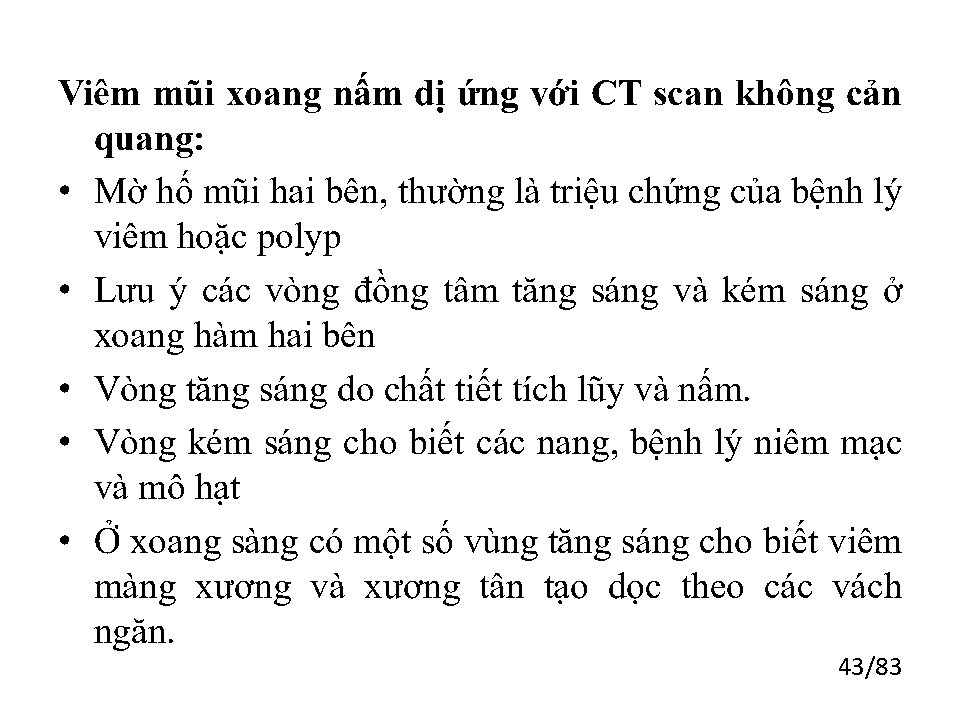 Viêm mũi xoang nấm dị ứng với CT scan không cản
quang:
• Mờ hố mũi hai bên, thường là triệu chứng của bệnh lý
viêm hoặc polyp
• Lưu ý các vòng đồng tâm tăng sáng và kém sáng ở
xoang hàm hai bên
• Vòng tăng sáng do chất tiết tích lũy và nấm.
• Vòng kém sáng cho biết các nang, bệnh lý niêm mạc
và mô hạt
• Ở xoang sàng có một số vùng tăng sáng cho biết viêm
màng xương và xương tân tạo dọc theo các vách
ngăn.
43/83